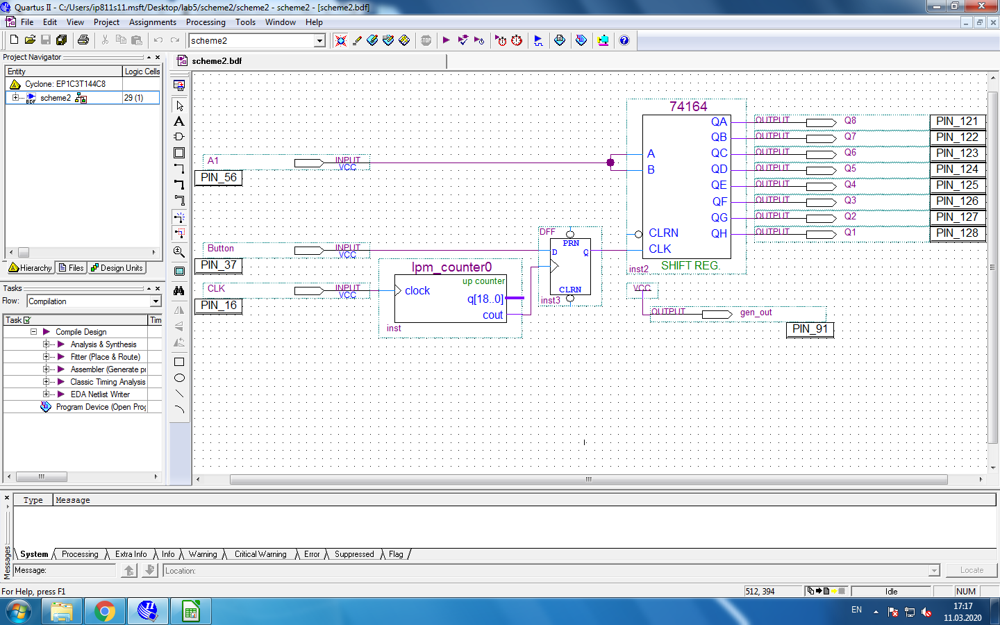 Quartus II - C:/Users/ip811s11.msft/Desktop/lab5/scheme2/scheme2 - scheme2 - [scheme2.bdf]
File Edit View Project Assignments Processing Tools Window Help
scheme2
Project Navigator
scheme2.bdf
Entity Logic Cells
Cyclone: EP1C3T144C8
scheme2 29 (1)
Hierarchy Files Design Units
Tasks
Flow: Compilation
Task Tim
Compile Design
Analysis & Synthesis
Fitter (Place & Route)
Assembler (Generate pr
Classic Timing Analysis
EDA Netlist Writer
Program Device (Open Prog
A1 INPUT
VCC
PIN_56
Button INPUT
VCC
PIN_37
CLK INPUT
VCC
PIN_16
lpm_counter0
up counter
clock
q[18..0]
cout
inst
DFF
PRN
D Q
CLRN
inst3
74164
A
B
CLRN
CLK
QA
QB
QC
QD
QE
QF
QG
QH
inst2 SHIFT REG.
OUTPUT Q8 PIN_121
OUTPUT Q7 PIN_122
OUTPUT Q6 PIN_123
OUTPUT Q5 PIN_124
OUTPUT Q4 PIN_125
OUTPUT Q3 PIN_126
OUTPUT Q2 PIN_127
OUTPUT Q1 PIN_128
VCC
OUTPUT gen_out
PIN_91
Type Message
System Processing Extra Info Info Warning Critical Warning Error Suppressed Flag
Messages
Message: Location: Locate
For Help, press F1 512, 394 Idle NUM
EN 17:17
11.03.2020